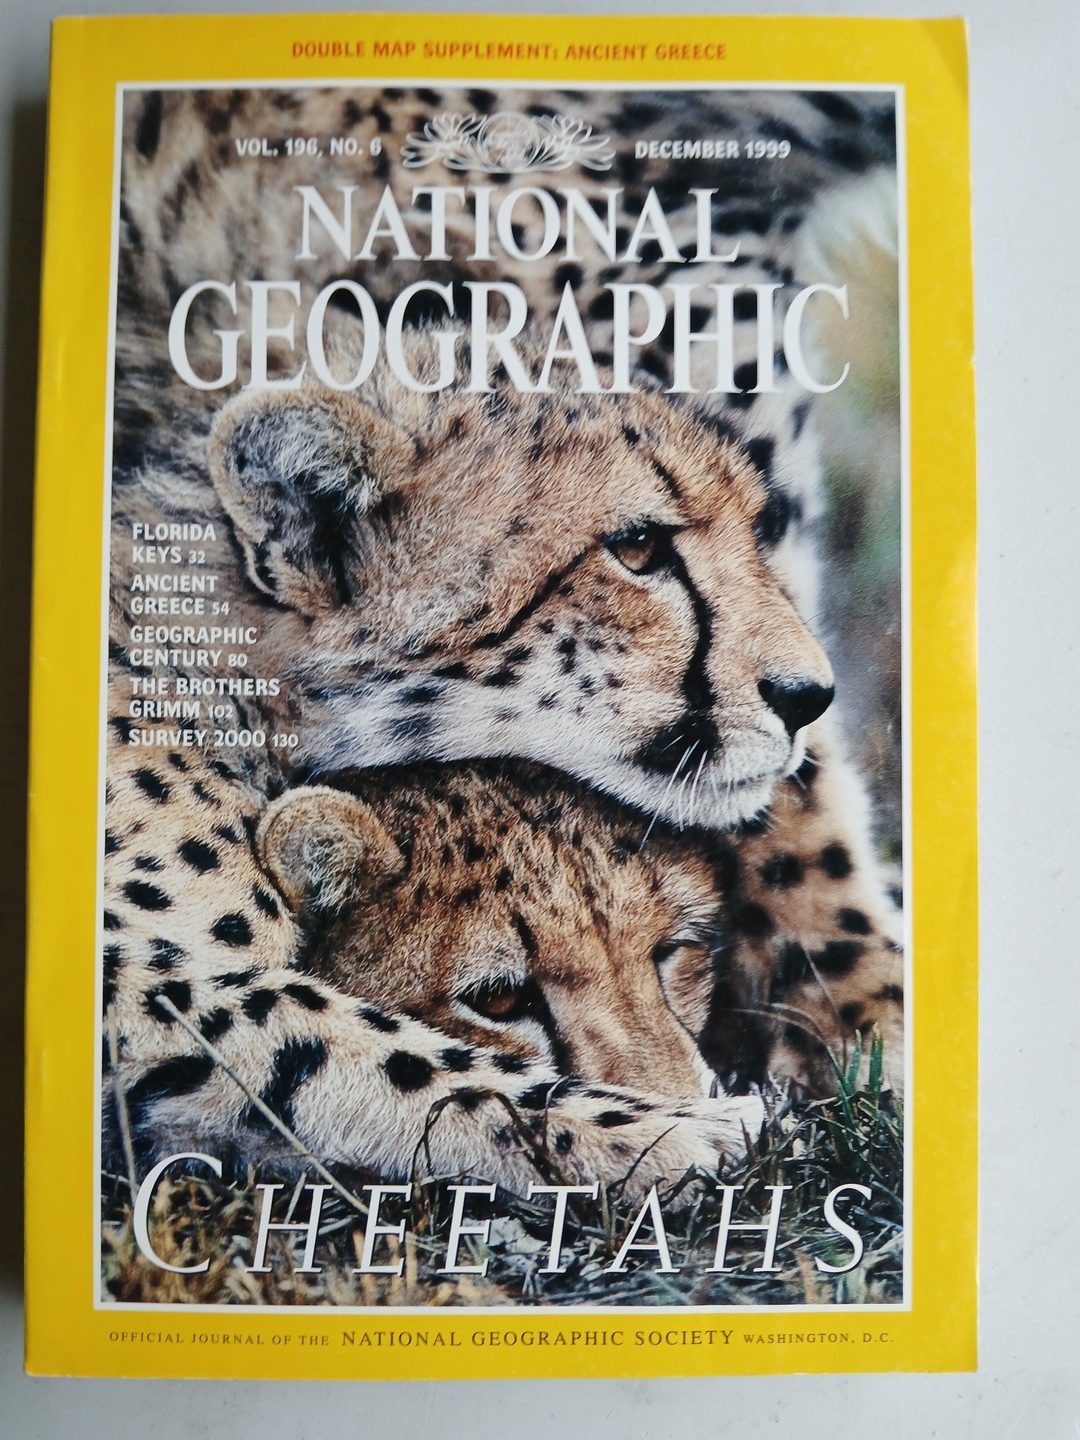 DOUBLE MAP SUPPLEMENT: ANCIENT GREECE
VOL. 196, NO. 6
DECEMBER 1999
NATIONAL
GEOGRAPHIC
FLORIDA
KEYS 32
ANCIENT
GREECE 54
GEOGRAPHIC
CENTURY 80
THE BROTHERS
GRIMM 102
SURVEY 2000 130
CHEETAHS
OFFICIAL JOURNAL OF THE NATIONAL GEOGRAPHIC SOCIETY WASHINGTON, D.C.